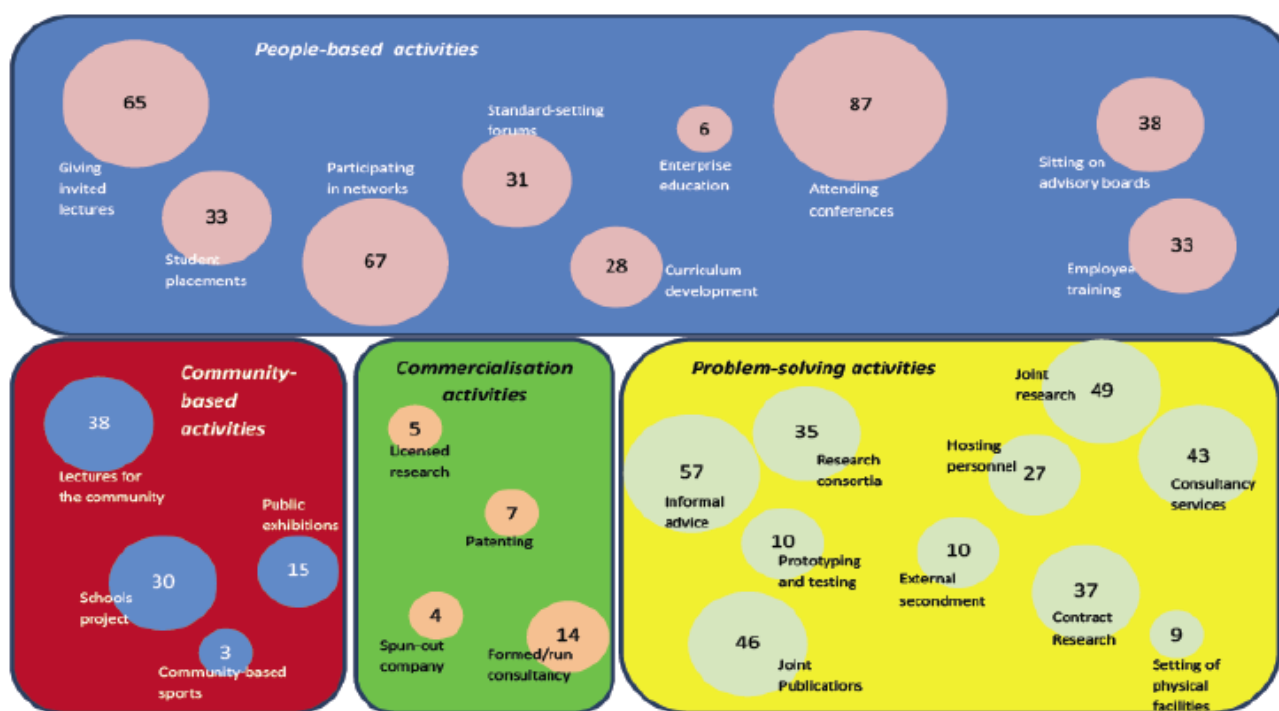 People-based activities
65
Giving
invited
lectures
33
Student
placements
Participating
in networks
67
Standard-setting
forums
31
28
Curriculum
development
6
Enterprise
education
87
Attending
conferences
38
Sitting on
advisory boards
33
Employee
training
Community-
based
activities
38
Lectures for
the community
Public
exhibitions
15
30
Schools
project
3
Community-based
sports
Commercialisation
activities
5
Licensed
research
7
Patenting
4
Spun-out
company
14
Formed/run
consultancy
Problem-solving activities
57
Informal
advice
35
Research
consortia
10
Prototyping
and testing
46
Joint
Publications
Joint
research
49
Hosting
personnel
27
43
Consultancy
services
10
External
secondment
37
Contract
Research
9
Setting of
physical
facilities